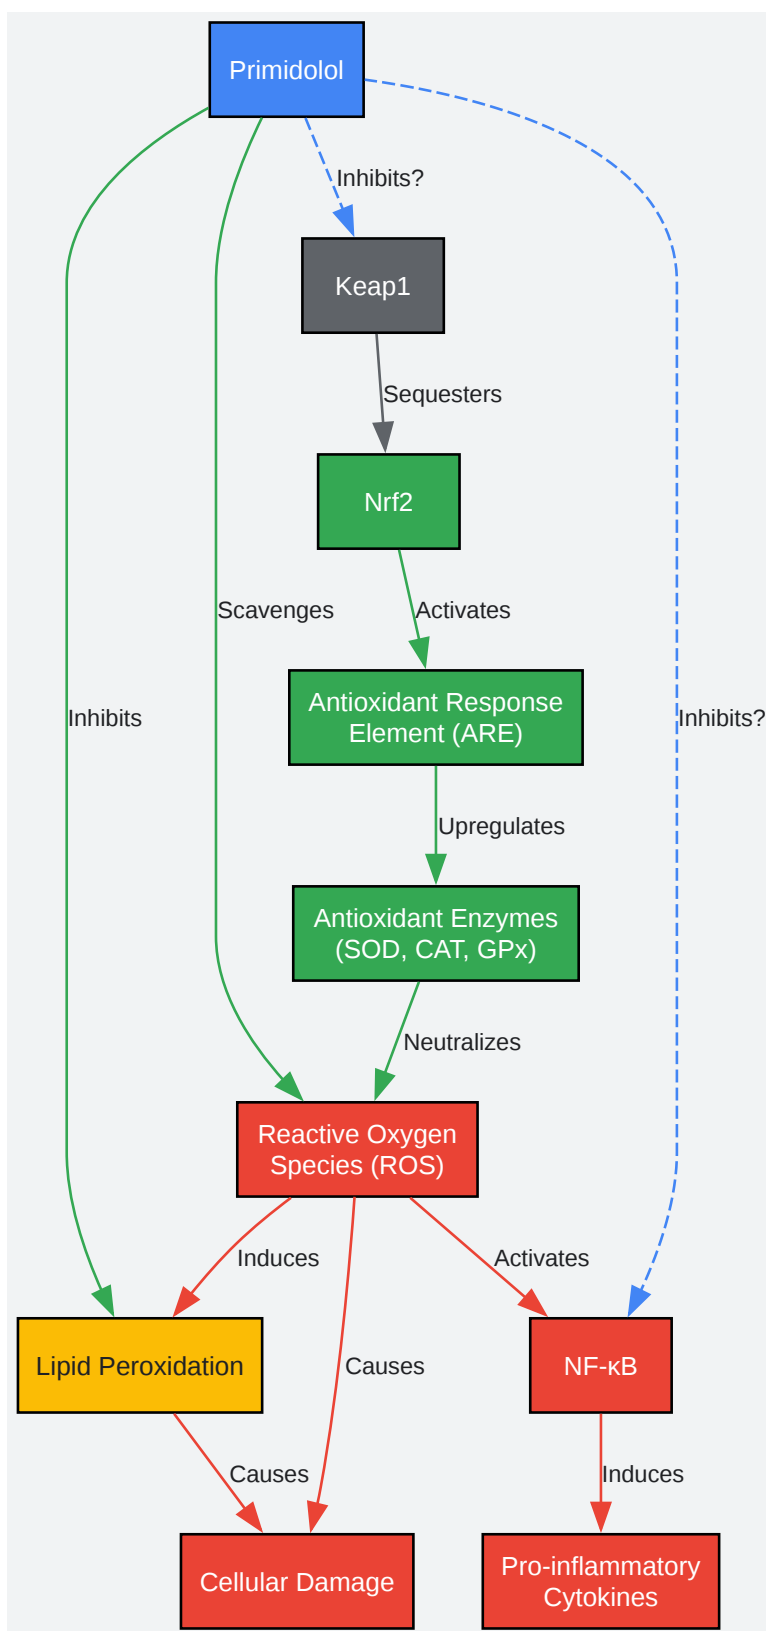 Primidolol
Inhibits?
Keap1
Sequesters
Nrf2
Scavenges
Activates
Antioxidant Response
Element (ARE)
Inhibits
Inhibits?
Upregulates
Antioxidant Enzymes
(SOD, CAT, GPx)
Neutralizes
Reactive Oxygen
Species (ROS)
Induces
Activates
Lipid Peroxidation
Causes
NF-κB
Causes
Induces
Cellular Damage
Pro-inflammatory
Cytokines